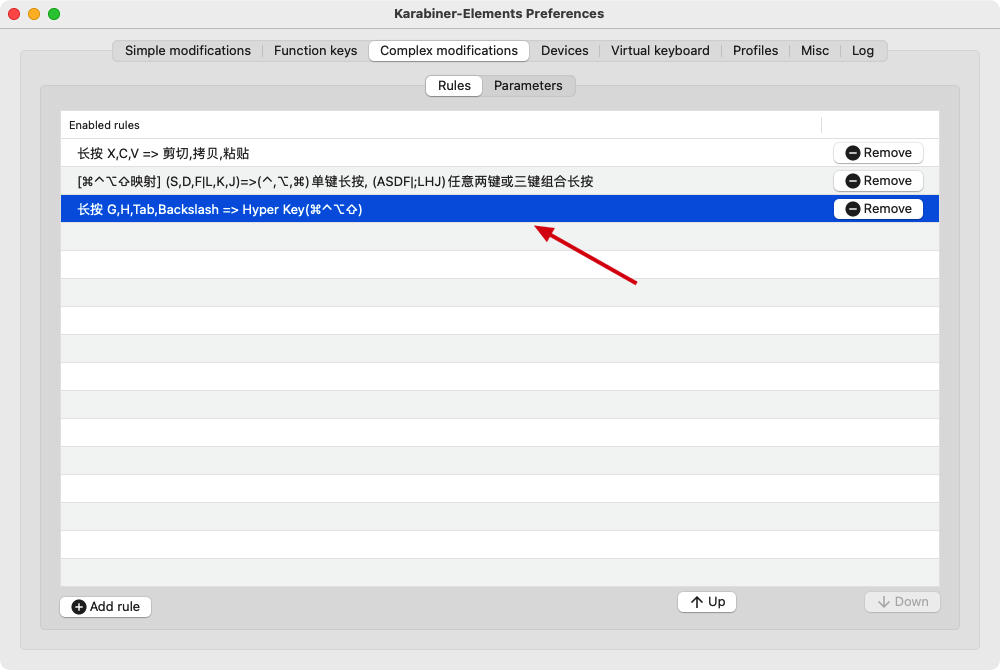 Karabiner-Elements Preferences
Simple modifications Function keys Complex modifications Devices Virtual keyboard Profiles Misc Log
Rules Parameters
Enabled rules
长按 X,C,V => 剪切,拷贝,粘贴 Remove
[⌘⌃⌥⇧映射] (S,D,F|L,K,J)=>(⌃,⌥,⌘)单键长按, (ASDF|;LHJ)任意两键或三键组合长按 Remove
长按 G,H,Tab,Backslash => Hyper Key(⌘⌃⌥⇧) Remove
Add rule Up Down